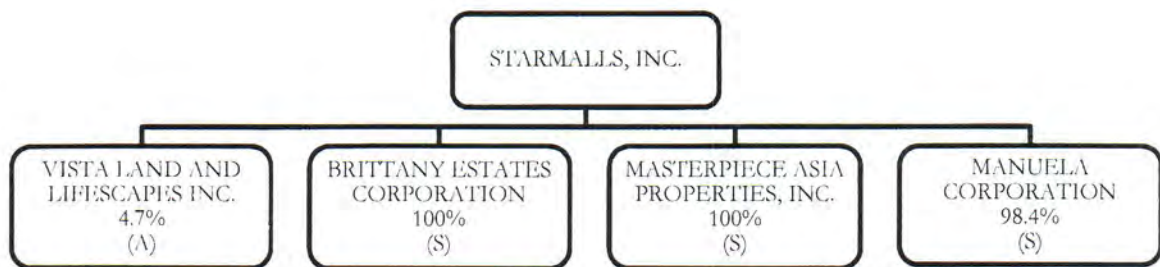 STARMALLS, INC.
VISTA LAND AND
LIFESCAPES INC.
4.7%
(A)
BRITTANY ESTATES
CORPORATION
100%
(S)
MASTERPIECE ASIA
PROPERTIES, INC.
100%
(S)
MANUELA
CORPORATION
98.4%
(S)